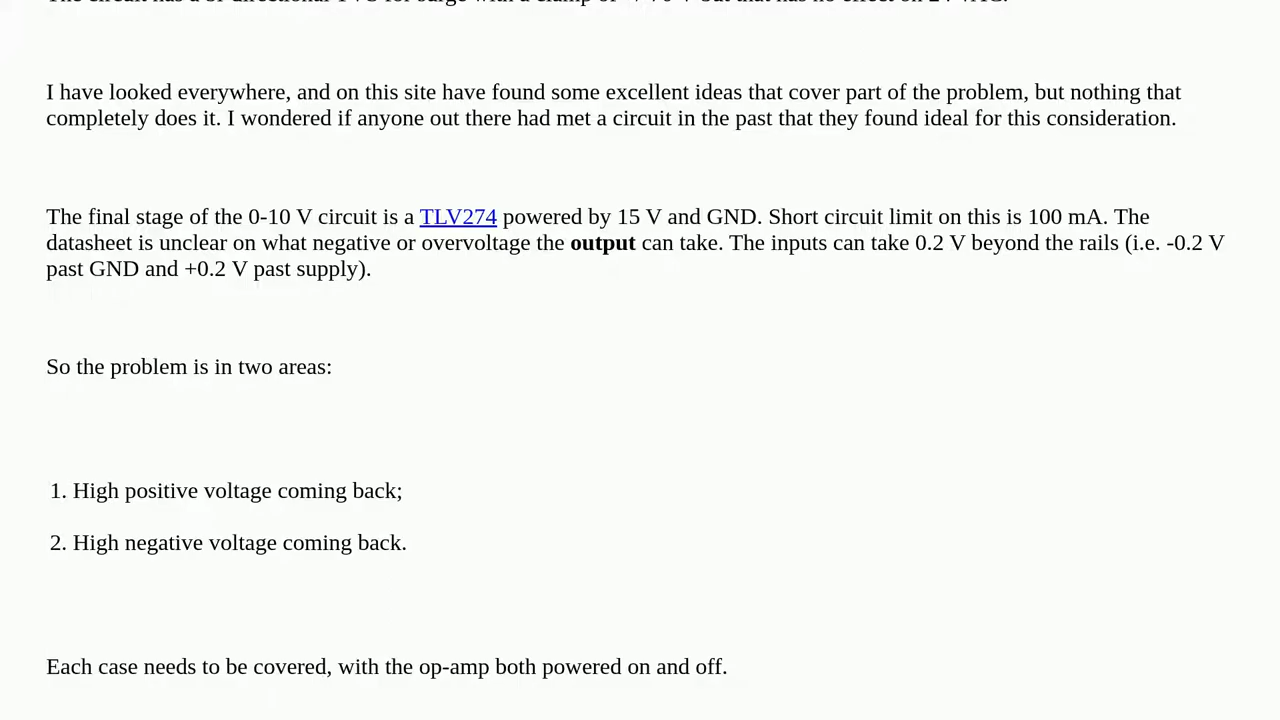 I have looked everywhere, and on this site have found some excellent ideas that cover part of the problem, but nothing that
completely does it. I wondered if anyone out there had met a circuit in the past that they found ideal for this consideration.
The final stage of the 0-10 V circuit is a TLV274 powered by 15 V and GND. Short circuit limit on this is 100 mA. The
datasheet is unclear on what negative or overvoltage the output can take. The inputs can take 0.2 V beyond the rails (i.e. -0.2 V
past GND and +0.2 V past supply).
So the problem is in two areas:
1. High positive voltage coming back;
2. High negative voltage coming back.
Each case needs to be covered, with the op-amp both powered on and off.